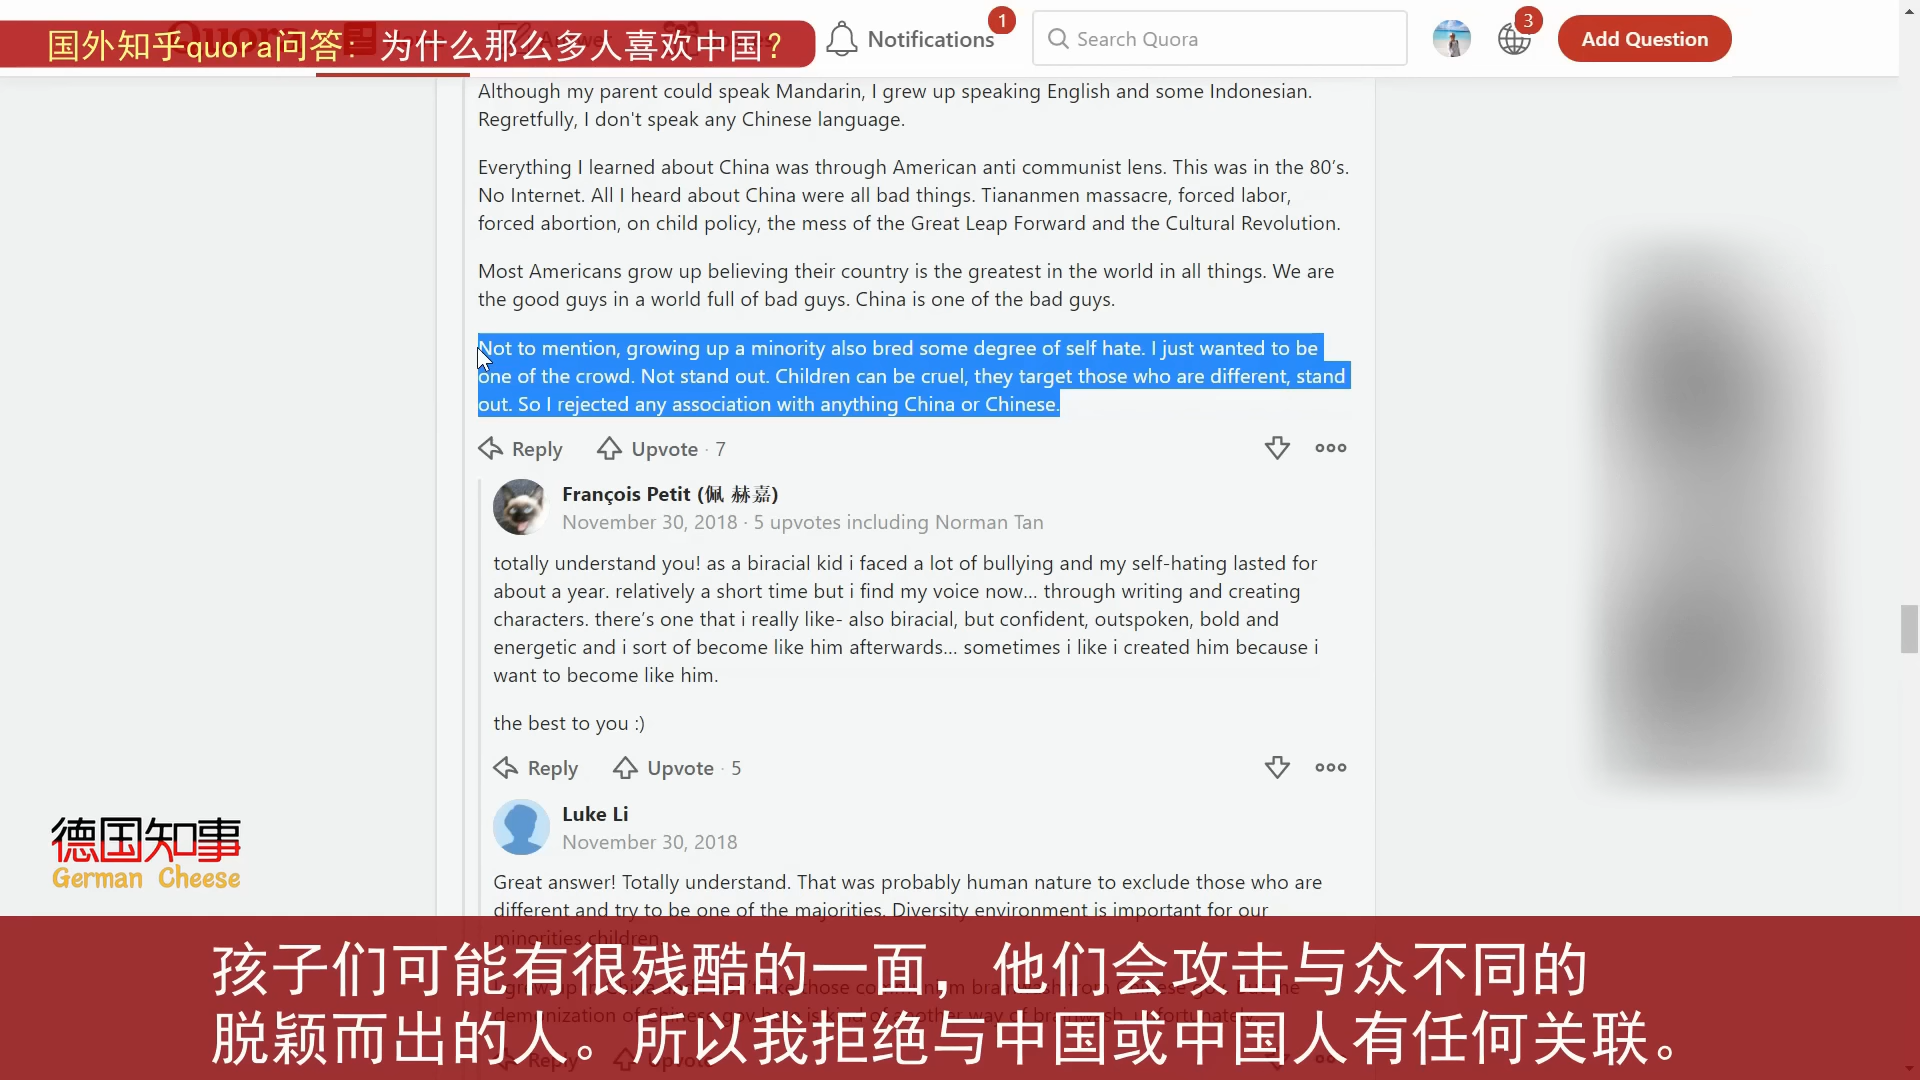 国外知乎quora问答：为什么那么多人喜欢中国？
Notifications
1
Search Quora
3
Add Question
Although my parent could speak Mandarin, I grew up speaking English and some Indonesian.
Regretfully, I don't speak any Chinese language.
Everything I learned about China was through American anti communist lens. This was in the 80’s.
No Internet. All I heard about China were all bad things. Tiananmen massacre, forced labor,
forced abortion, on child policy, the mess of the Great Leap Forward and the Cultural Revolution.
Most Americans grow up believing their country is the greatest in the world in all things. We are
the good guys in a world full of bad guys. China is one of the bad guys.
Not to mention, growing up a minority also bred some degree of self hate. I just wanted to be
one of the crowd. Not stand out. Children can be cruel, they target those who are different, stand
out. So I rejected any association with anything China or Chinese.
Reply Upvote · 7
François Petit (佩 赫嘉)
November 30, 2018 · 5 upvotes including Norman Tan
totally understand you! as a biracial kid i faced a lot of bullying and my self-hating lasted for
about a year. relatively a short time but i find my voice now… through writing and creating
characters. there’s one that i really like- also biracial, but confident, outspoken, bold and
energetic and i sort of become like him afterwards… sometimes i like i created him because i
want to become like him.
the best to you :)
Reply Upvote · 5
Luke Li
November 30, 2018
Great answer! Totally understand. That was probably human nature to exclude those who are
different and try to be one of the majorities. Diversity environment is important for our
minorities children.
德国知事
German Cheese
孩子们可能有很残酷的一面，他们会攻击与众不同的
脱颖而出的人。所以我拒绝与中国或中国人有任何关联。
Reply Upvote